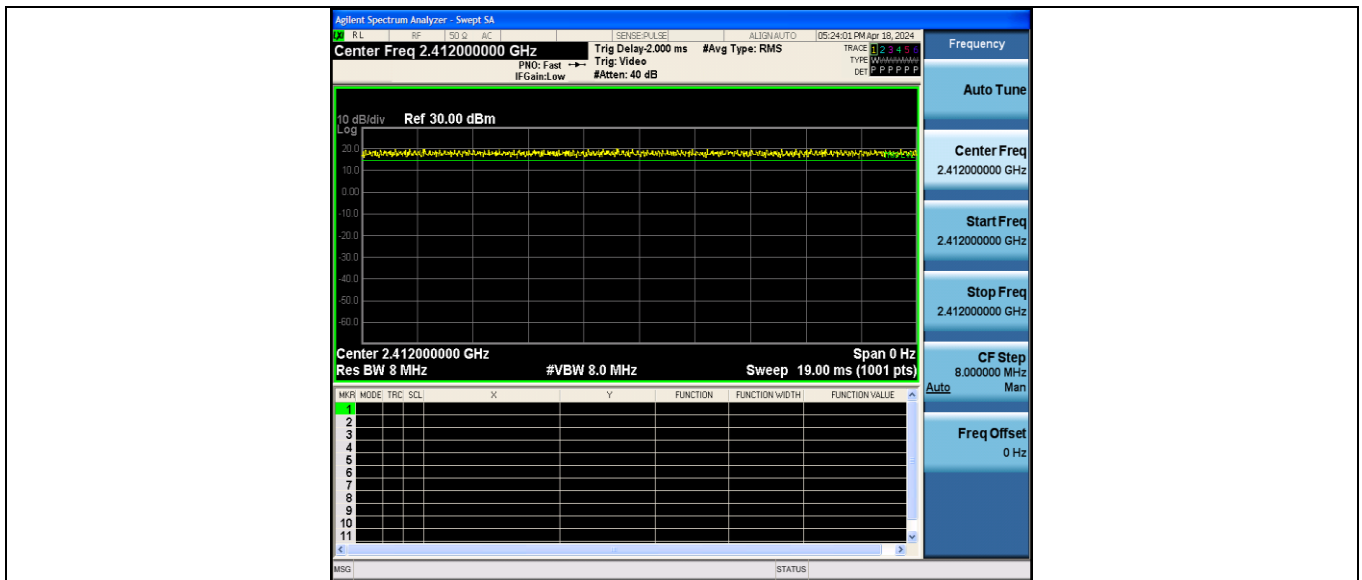 Agilent Spectrum Analyzer - Swept SA
RL RF 50 Ω AC SENSE:PULSE ALIGNAUTO 05:24:01 PM Apr 18, 2024
Center Freq 2.412000000 GHz
PNO: Fast
IFGain:Low
Trig Delay-2.000 ms
Trig: Video
#Atten: 40 dB
#Avg Type: RMS
TRACE 1 2 3 4 5 6
TYPE WWWWWW
DET P P P P P P
10 dB/div Ref 30.00 dBm
Log
20.0
10.0
0.00
-10.0
-20.0
-30.0
-40.0
-50.0
-60.0
Center 2.412000000 GHz Span 0 Hz
Res BW 8 MHz #VBW 8.0 MHz Sweep 19.00 ms (1001 pts)
MKR MODE TRC SCL X Y FUNCTION FUNCTION WIDTH FUNCTION VALUE
1
2
3
4
5
6
7
8
9
10
11
MSG STATUS
Frequency
Auto Tune
Center Freq
2.412000000 GHz
Start Freq
2.412000000 GHz
Stop Freq
2.412000000 GHz
CF Step
8.000000 MHz
Auto Man
Freq Offset
0 Hz